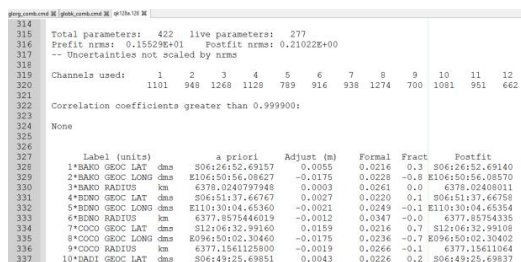 glorg_comb.cmd globk_comb.cmd qk128a.120
314
315 Total parameters: 422 live parameters: 277
316 Prefit nrms: 0.15529E+01 Postfit nrms: 0.21022E+00
317 -- Uncertainties not scaled by nrms
318
319 Channels used: 1 2 3 4 5 6 7 8 9 10 11 12
320 1101 948 1268 1128 789 916 938 1274 700 1081 951 662
321
322 Correlation coefficients greater than 0.999900:
323
324 None
325
326
327 Label (units) a priori Adjust (m) Formal Fract Postfit
328 1*BAKO GEOC LAT dms S06:26:52.69157 0.0055 0.0216 0.3 S06:26:52.69140
329 2*BAKO GEOC LONG dms E106:50:56.08627 -0.0175 0.0228 -0.8 E106:50:56.08570
330 3*BAKO RADIUS km 6378.0240797948 0.0003 0.0261 0.0 6378.02408011
331 4*BDNO GEOC LAT dms S06:51:37.66767 0.0027 0.0220 0.1 S06:51:37.66758
332 5*BDNO GEOC LONG dms E110:30:04.65360 -0.0021 0.0249 -0.1 E110:30:04.65354
333 6*BDNO RADIUS km 6377.8575446019 -0.0012 0.0347 -0.0 6377.85754335
334 7*COCO GEOC LAT dms S12:06:32.99160 0.0159 0.0216 0.7 S12:06:32.99108
335 8*COCO GEOC LONG dms E096:50:02.30460 -0.0175 0.0236 -0.7 E096:50:02.30402
336 9*COCO RADIUS km 6377.1561125800 -0.0019 0.0266 -0.1 6377.15611064
337 10*DADI GEOC LAT dms S06:49:25.69851 0.0043 0.0226 0.2 S06:49:25.69837